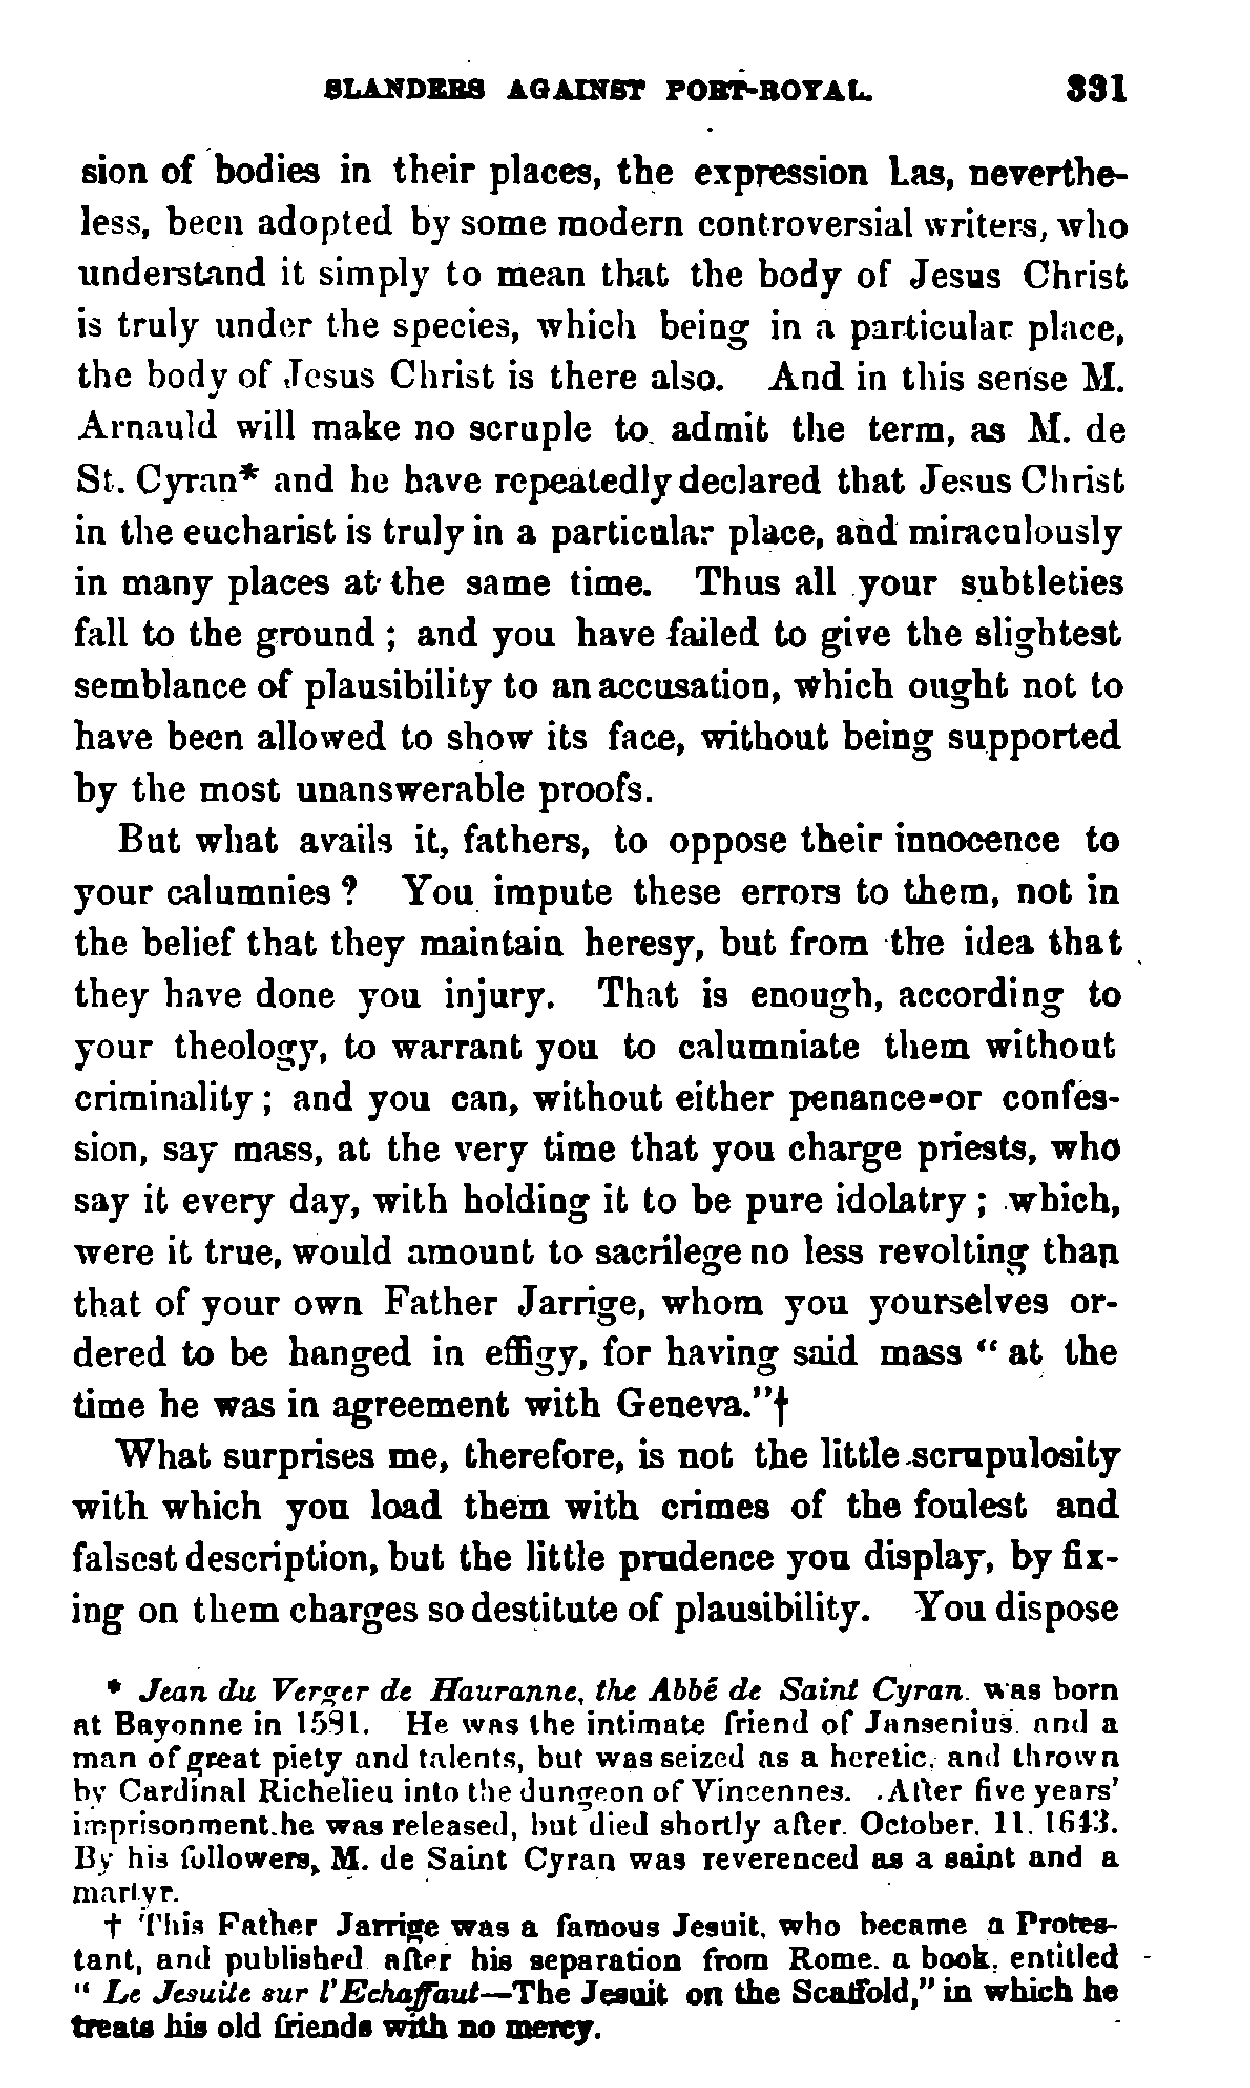 SLANDERS AGAINST PORT-ROYAL. 331
sion of bodies in their places, the expression has, neverthe-
less, been adopted by some modern controversial writers, who
understand it simply to mean that the body of Jesus Christ
is truly under the species, which being in a particular place,
the body of Jesus Christ is there also. And in this sense M.
Arnauld will make no scruple to admit the term, as M. de
St. Cyran* and he have repeatedly declared that Jesus Christ
in the eucharist is truly in a particular place, and miraculously
in many places at the same time. Thus all your subtleties
fall to the ground ; and you have failed to give the slightest
semblance of plausibility to an accusation, which ought not to
have been allowed to show its face, without being supported
by the most unanswerable proofs.
But what avails it, fathers, to oppose their innocence to
your calumnies ? You impute these errors to them, not in
the belief that they maintain heresy, but from the idea that
they have done you injury. That is enough, according to
your theology, to warrant you to calumniate them without
criminality ; and you can, without either penance or confes-
sion, say mass, at the very time that you charge priests, who
say it every day, with holding it to be pure idolatry ; which,
were it true, would amount to sacrilege no less revolting than
that of your own Father Jarrige, whom you yourselves or-
dered to be hanged in effigy, for having said mass “ at the
time he was in agreement with Geneva.”†
What surprises me, therefore, is not the little scrupulosity
with which you load them with crimes of the foulest and
falsest description, but the little prudence you display, by fix-
ing on them charges so destitute of plausibility. You dispose
* Jean du Verger de Hauranne, the Abbé de Saint Cyran, was born
at Bayonne in 1591. He was the intimate friend of Jansenius, and a
man of great piety and talents, but was seized as a heretic, and thrown
by Cardinal Richelieu into the dungeon of Vincennes. After five years’
imprisonment he was released, but died shortly after, October, 11, 1643.
By his followers, M. de Saint Cyran was reverenced as a saint and a
martyr.
† This Father Jarrige was a famous Jesuit, who became a Protes-
tant, and published after his separation from Rome, a book, entitled
“ Le Jesuite sur l’Echaffaut—The Jesuit on the Scaffold,” in which he
treats his old friends with no mercy.